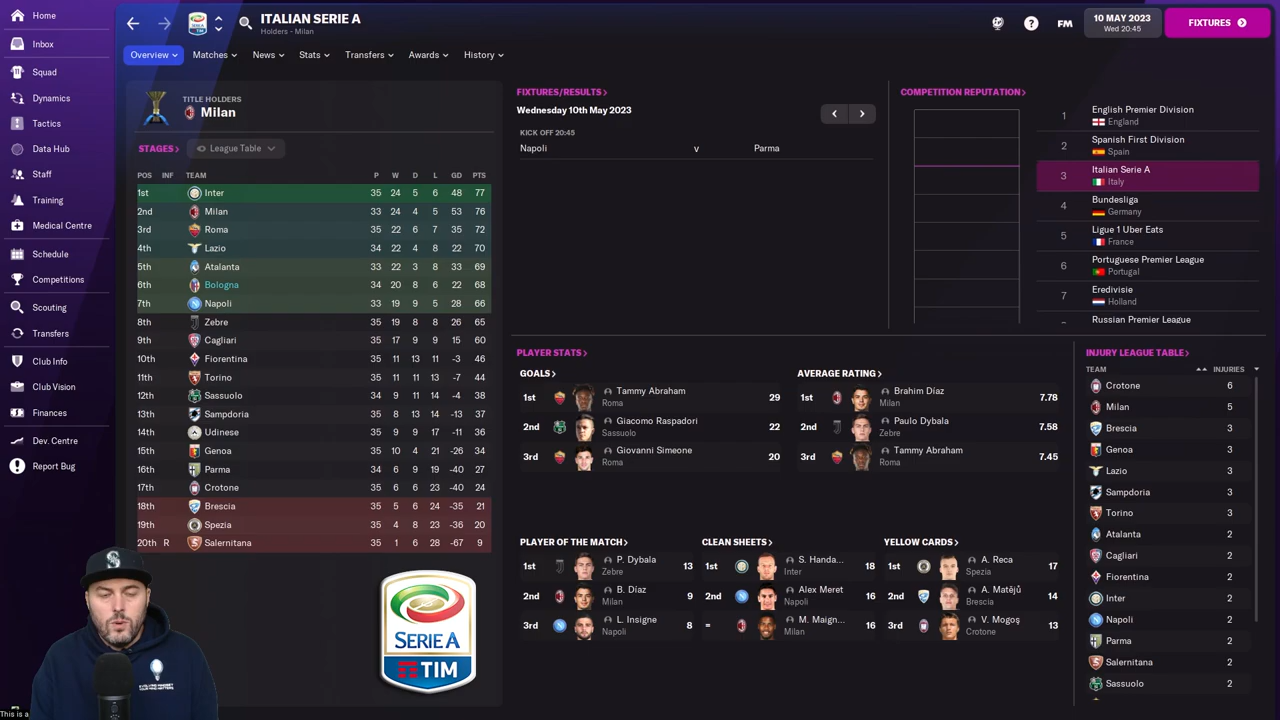 Home
Inbox
Squad
Dynamics
Tactics
Data Hub
Staff
Training
Medical Centre
Schedule
Competitions
Scouting
Transfers
Club Info
Club Vision
Finances
Dev. Centre
Report Bug
This is a
ITALIAN SERIE A
Holders - Milan
FM
10 MAY 2023
Wed 20:45
FIXTURES
Overview
Matches
News
Stats
Transfers
Awards
History
TITLE HOLDERS
Milan
STAGES
League Table
POS INF TEAM P W D L GD PTS
1st Inter 35 24 5 6 48 77
2nd Milan 33 24 4 5 53 76
3rd Roma 35 22 6 7 35 72
4th Lazio 34 22 4 8 22 70
5th Atalanta 33 22 3 8 33 69
6th Bologna 34 20 8 6 22 68
7th Napoli 33 19 9 5 28 66
8th Zebre 35 19 8 8 26 65
9th Cagliari 35 17 9 9 15 60
10th Fiorentina 35 11 13 11 -3 46
11th Torino 35 11 11 13 -7 44
12th Sassuolo 34 9 11 14 -4 38
13th Sampdoria 35 8 13 14 -13 37
14th Udinese 35 9 9 17 -11 36
15th Genoa 35 10 4 21 -26 34
16th Parma 34 6 9 19 -40 27
17th Crotone 35 6 6 23 -40 24
18th Brescia 35 5 6 24 -35 21
19th Spezia 35 4 8 23 -36 20
20th R Salernitana 35 1 6 28 -67 9
SERIE A
TIM
FIXTURES/RESULTS
Wednesday 10th May 2023
KICK OFF 20:45
Napoli v Parma
COMPETITION REPUTATION
1 English Premier Division
England
2 Spanish First Division
Spain
3 Italian Serie A
Italy
4 Bundesliga
Germany
5 Ligue 1 Uber Eats
France
6 Portuguese Premier League
Portugal
7 Eredivisie
Holland
Russian Premier League
PLAYER STATS
GOALS
1st Tammy Abraham 29
Roma
2nd Giacomo Raspadori 22
Sassuolo
3rd Giovanni Simeone 20
Roma
AVERAGE RATING
1st Brahim Díaz 7.78
Milan
2nd Paulo Dybala 7.58
Zebre
3rd Tammy Abraham 7.45
Roma
PLAYER OF THE MATCH
1st P. Dybala 13
Zebre
2nd B. Díaz 9
Milan
3rd L. Insigne 8
Napoli
CLEAN SHEETS
1st S. Handa... 18
Inter
2nd Alex Meret 16
Napoli
= M. Maign... 16
Milan
YELLOW CARDS
1st A. Reca 17
Spezia
2nd A. Matějů 14
Brescia
3rd V. Mogoș 13
Crotone
INJURY LEAGUE TABLE
TEAM INJURIES
Crotone 6
Milan 5
Brescia 3
Genoa 3
Lazio 3
Sampdoria 3
Torino 3
Atalanta 2
Cagliari 2
Fiorentina 2
Inter 2
Napoli 2
Parma 2
Salernitana 2
Sassuolo 2